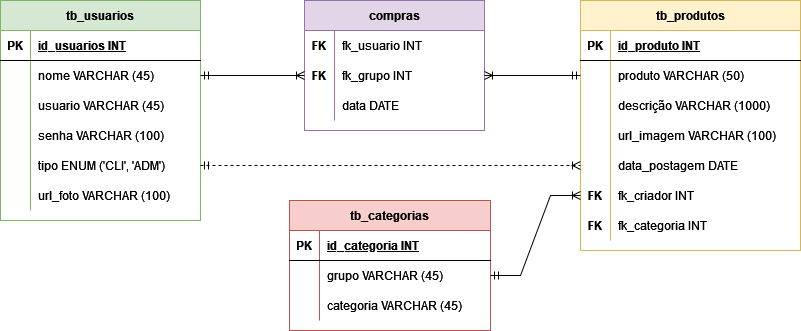 tb_usuarios
PK id_usuarios INT
nome VARCHAR (45)
usuario VARCHAR (45)
senha VARCHAR (100)
tipo ENUM ('CLI', 'ADM')
url_foto VARCHAR (100)
compras
FK fk_usuario INT
FK fk_grupo INT
data DATE
tb_produtos
PK id_produto INT
produto VARCHAR (50)
descrição VARCHAR (1000)
url_imagem VARCHAR (100)
data_postagem DATE
FK fk_criador INT
FK fk_categoria INT
tb_categorias
PK id_categoria INT
grupo VARCHAR (45)
categoria VARCHAR (45)